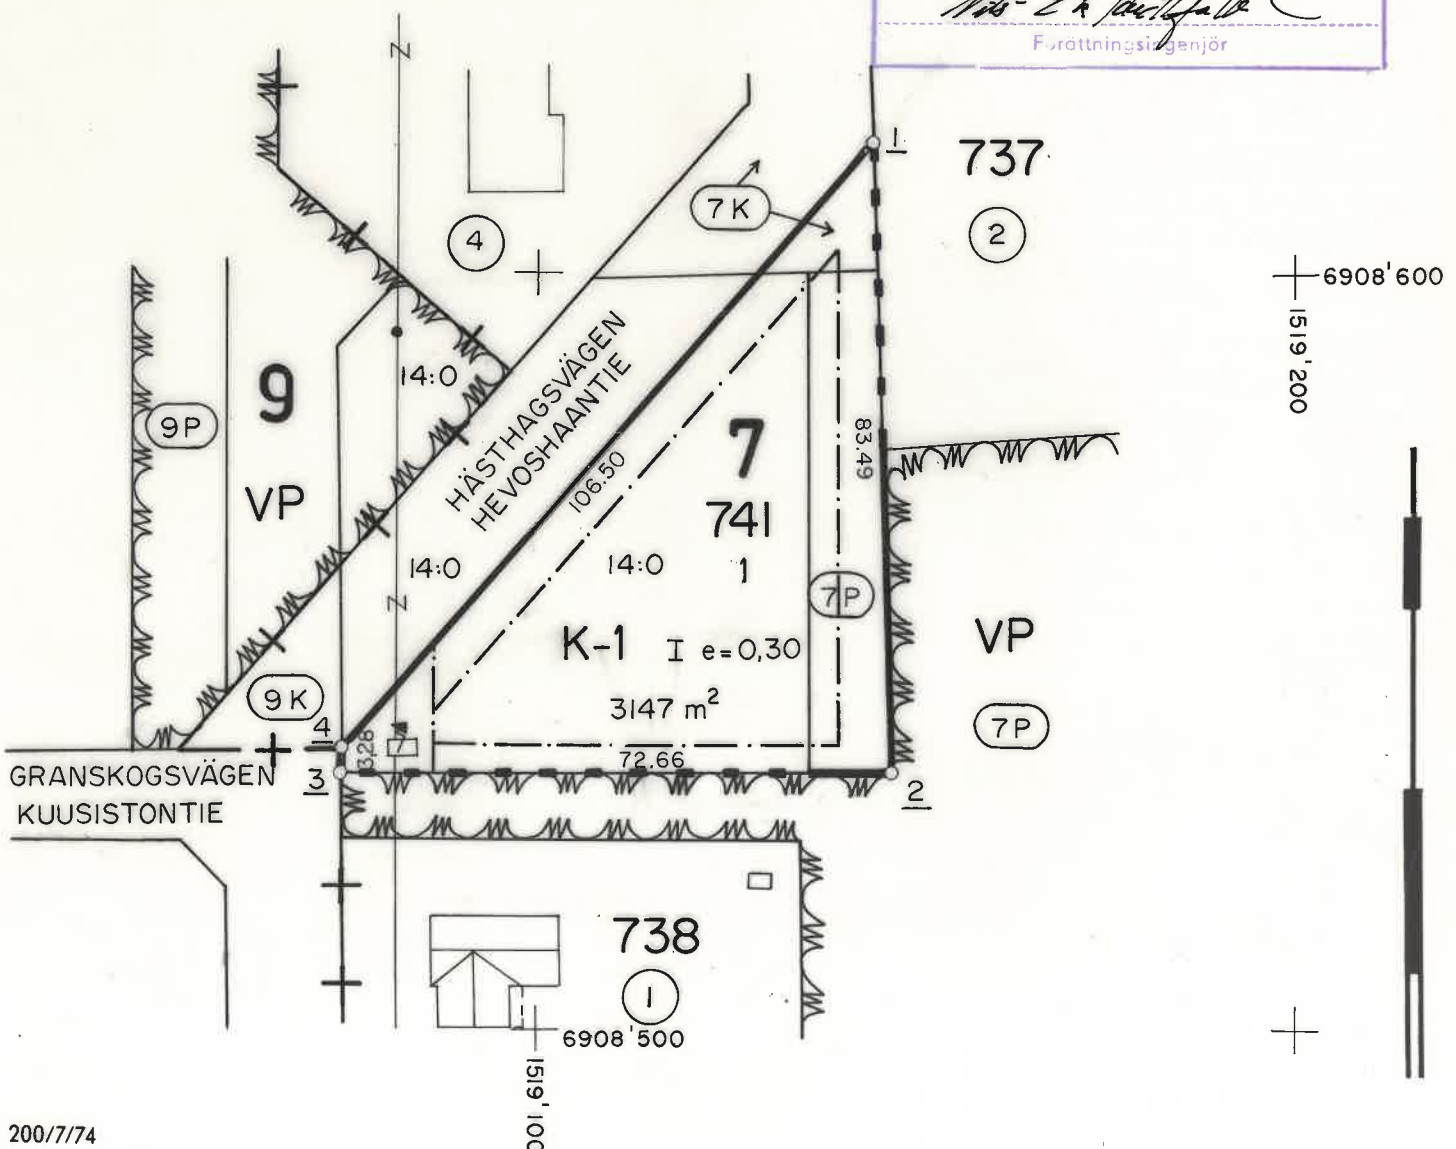 Förättningsingenjör
Z
1
737
7K
4
2
6908'600
1519'200
14:0
9
9P
HÄSTHAGSVÄGEN
HEVOSHAANTIE
106.50
83.49
7
741
VP
14:0
14:0
1
7P
Z
K-1 I e=0,30
VP
3147 m²
9K
7P
4
3.28
7
72.66
GRANSKOGSVÄGEN
3
2
KUUSISTONTIE
738
1
6908'500
1519'100
200/7/74